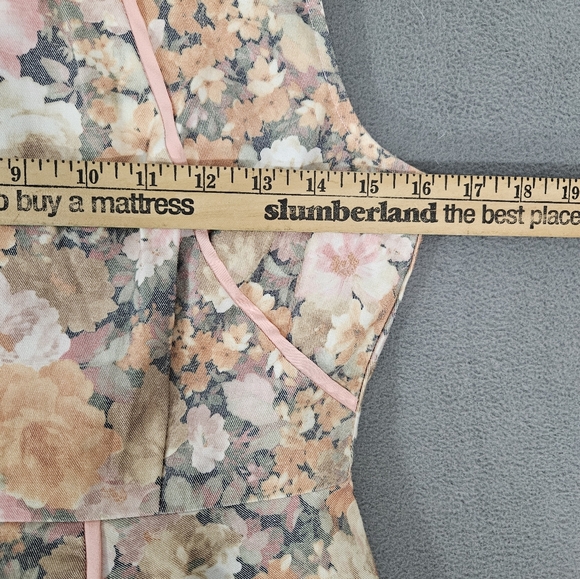 9 10 11 12 13 14 15 16 17 18 19
o buy a mattress slumberland the best place